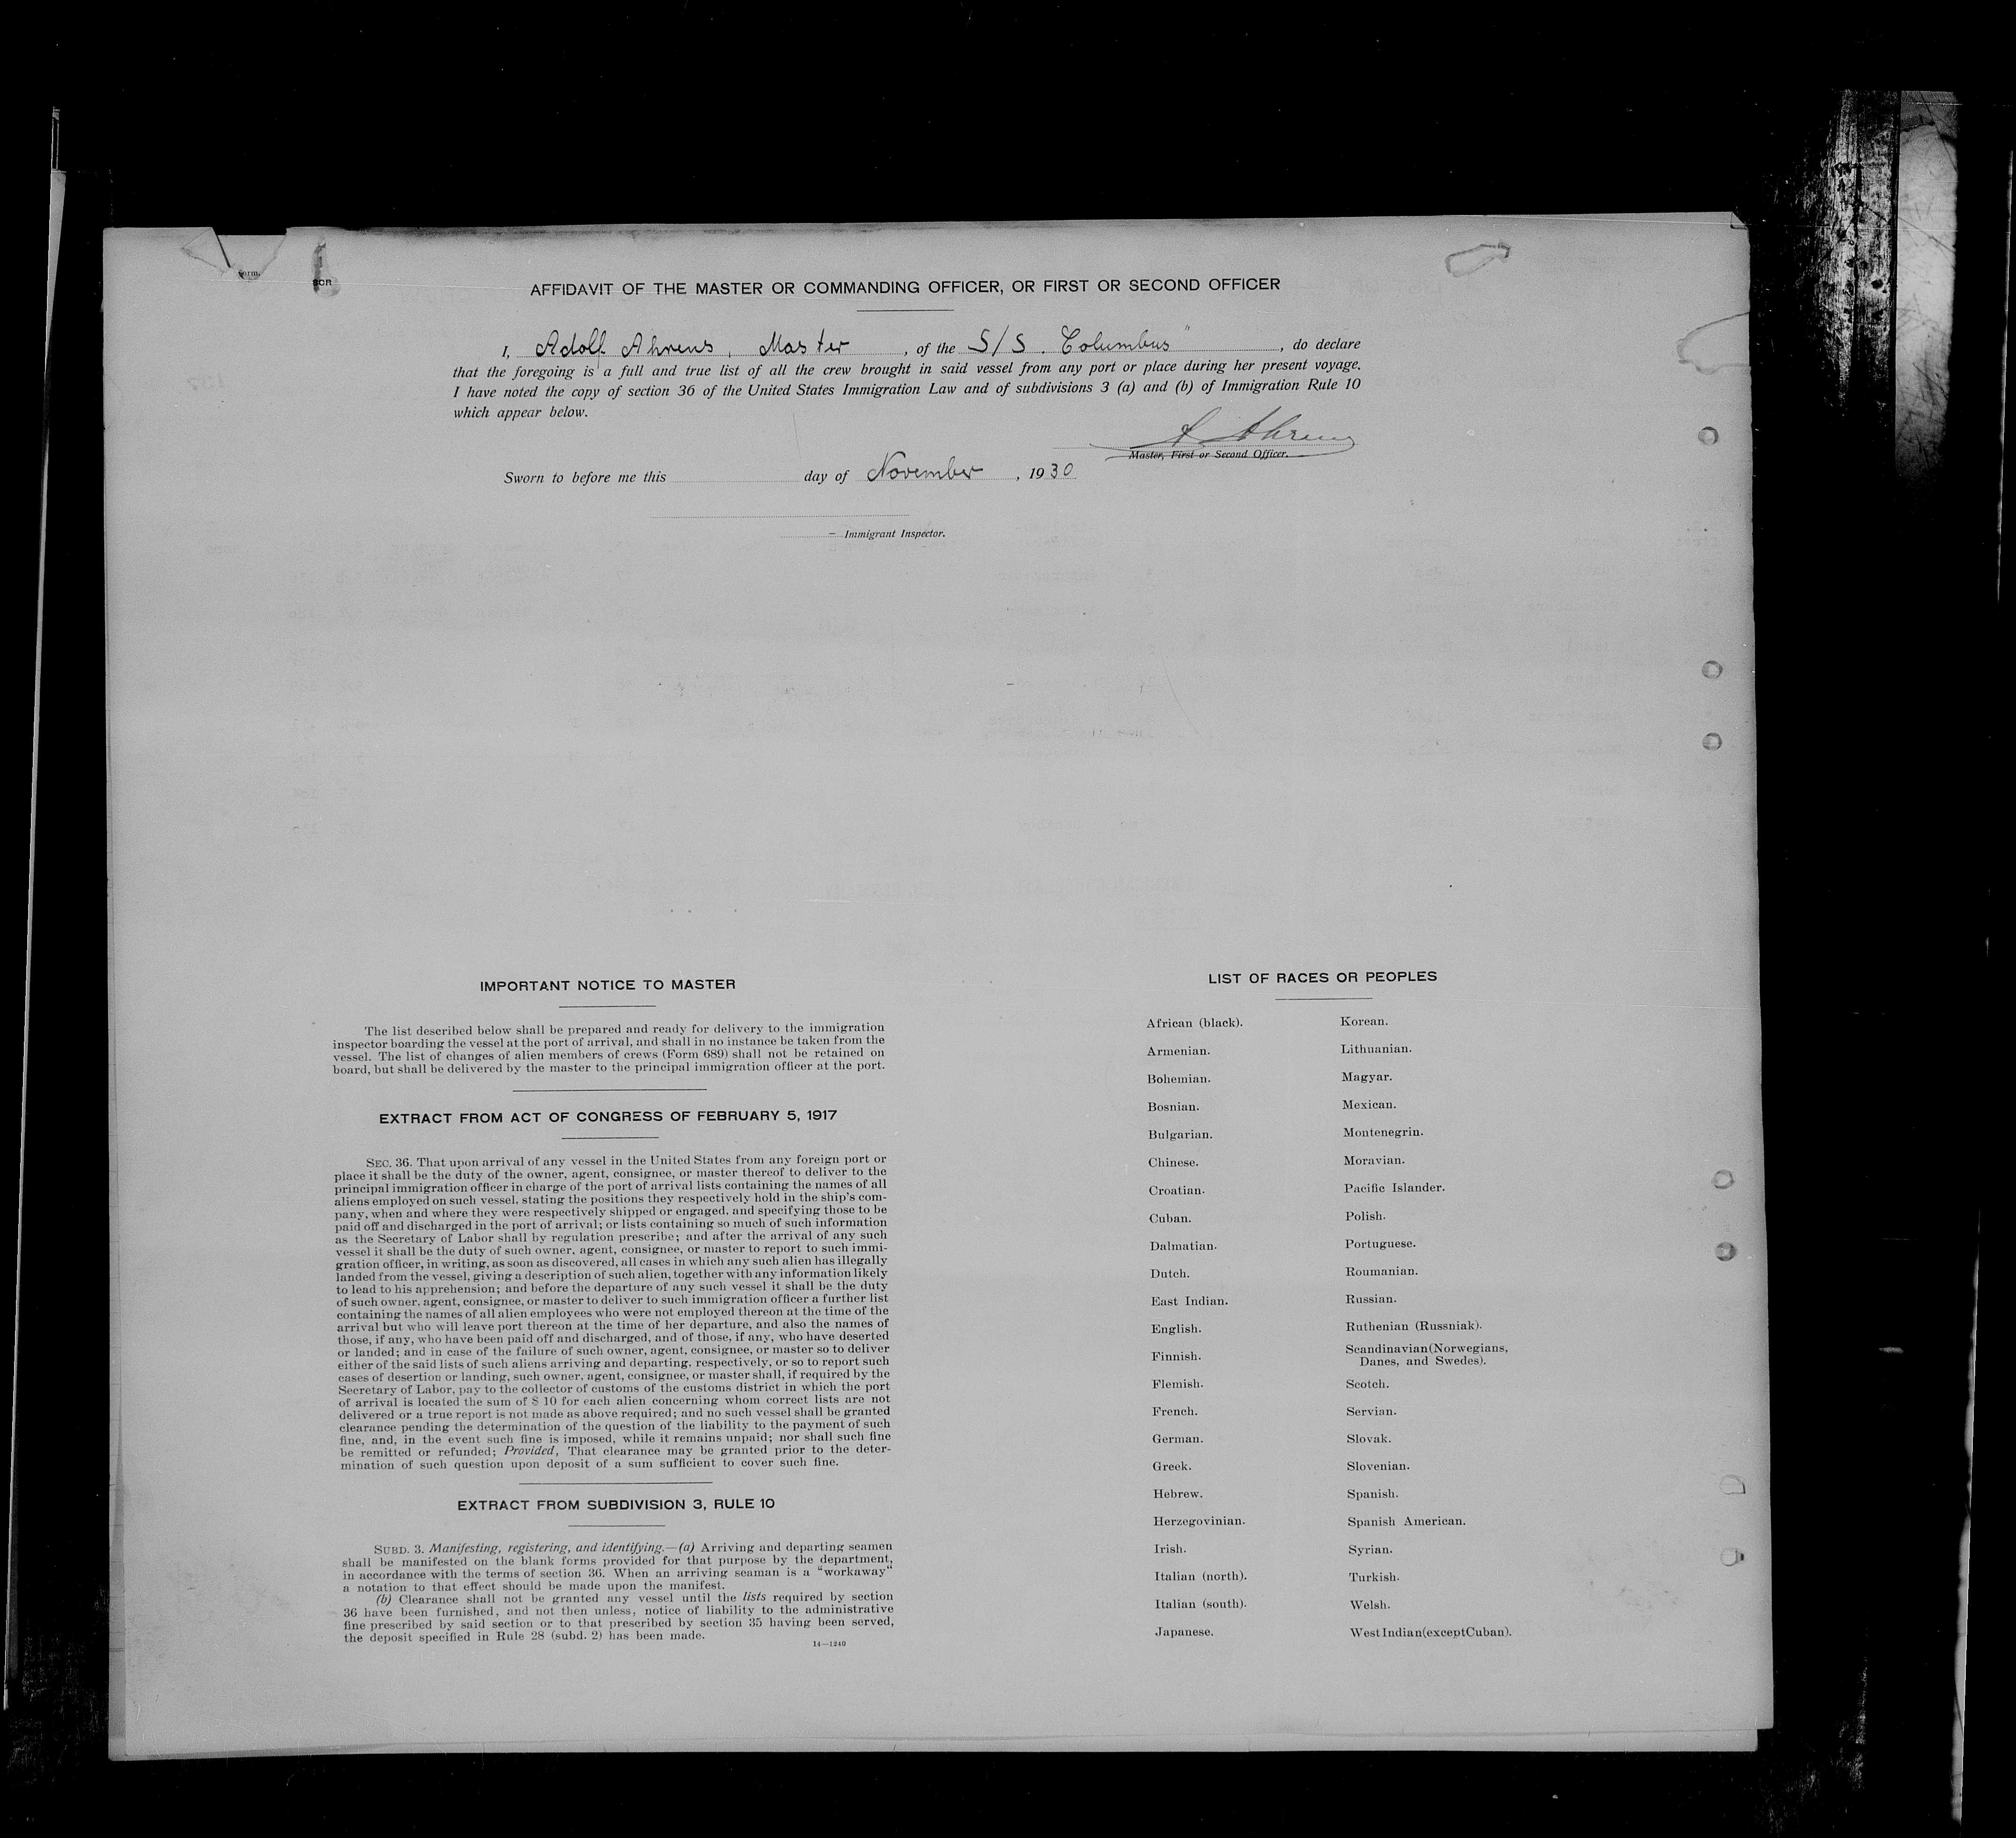 form.
SOR
AFFIDAVIT OF THE MASTER OR COMMANDING OFFICER, OR FIRST OR SECOND OFFICER
I, Adolf Ahrens, Master, of the S/S. Columbus", do declare
that the foregoing is a full and true list of all the crew brought in said vessel from any port or place during her present voyage.
I have noted the copy of section 36 of the United States Immigration Law and of subdivisions 3 (a) and (b) of Immigration Rule 10
which appear below.
A Ahrens
Master, First or Second Officer.
Sworn to before me this day of November, 1930
Immigrant Inspector.
IMPORTANT NOTICE TO MASTER
The list described below shall be prepared and ready for delivery to the immigration
inspector boarding the vessel at the port of arrival, and shall in no instance be taken from the
vessel. The list of changes of alien members of crews (Form 689) shall not be retained on
board, but shall be delivered by the master to the principal immigration officer at the port.
EXTRACT FROM ACT OF CONGRESS OF FEBRUARY 5, 1917
SEC. 36. That upon arrival of any vessel in the United States from any foreign port or
place it shall be the duty of the owner, agent, consignee, or master thereof to deliver to the
principal immigration officer in charge of the port of arrival lists containing the names of all
aliens employed on such vessel, stating the positions they respectively hold in the ship's com-
pany, when and where they were respectively shipped or engaged, and specifying those to be
paid off and discharged in the port of arrival; or lists containing so much of such information
as the Secretary of Labor shall by regulation prescribe; and after the arrival of any such
vessel it shall be the duty of such owner, agent, consignee, or master to report to such immi-
gration officer, in writing, as soon as discovered, all cases in which any such alien has illegally
landed from the vessel, giving a description of such alien, together with any information likely
to lead to his apprehension; and before the departure of any such vessel it shall be the duty
of such owner, agent, consignee, or master to deliver to such immigration officer a further list
containing the names of all alien employees who were not employed thereon at the time of the
arrival but who will leave port thereon at the time of her departure, and also the names of
those, if any, who have been paid off and discharged, and of those, if any, who have deserted
or landed; and in case of the failure of such owner, agent, consignee, or master so to deliver
either of the said lists of such aliens arriving and departing, respectively, or so to report such
cases of desertion or landing, such owner, agent, consignee, or master shall, if required by the
Secretary of Labor, pay to the collector of customs of the customs district in which the port
of arrival is located the sum of $ 10 for each alien concerning whom correct lists are not
delivered or a true report is not made as above required; and no such vessel shall be granted
clearance pending the determination of the question of the liability to the payment of such
fine, and, in the event such fine is imposed, while it remains unpaid; nor shall such fine
be remitted or refunded; Provided, That clearance may be granted prior to the deter-
mination of such question upon deposit of a sum sufficient to cover such fine.
EXTRACT FROM SUBDIVISION 3, RULE 10
SUBD. 3. Manifesting, registering, and identifying.—(a) Arriving and departing seamen
shall be manifested on the blank forms provided for that purpose by the department,
in accordance with the terms of section 36. When an arriving seaman is a "workaway"
a notation to that effect should be made upon the manifest.
(b) Clearance shall not be granted any vessel until the lists required by section
36 have been furnished, and not then unless, notice of liability to the administrative
fine prescribed by said section or to that prescribed by section 35 having been served,
the deposit specified in Rule 28 (subd. 2) has been made.
14—1240
LIST OF RACES OR PEOPLES
African (black).
Armenian.
Bohemian.
Bosnian.
Bulgarian.
Chinese.
Croatian.
Cuban.
Dalmatian.
Dutch.
East Indian.
English.
Finnish.
Flemish.
French.
German.
Greek.
Hebrew.
Herzegovinian.
Irish.
Italian (north).
Italian (south).
Japanese.
Korean.
Lithuanian.
Magyar.
Mexican.
Montenegrin.
Moravian.
Pacific Islander.
Polish.
Portuguese.
Roumanian.
Russian.
Ruthenian (Russniak).
Scandinavian (Norwegians,
Danes, and Swedes).
Scotch.
Servian.
Slovak.
Slovenian.
Spanish.
Spanish American.
Syrian.
Turkish.
Welsh.
West Indian (except Cuban).